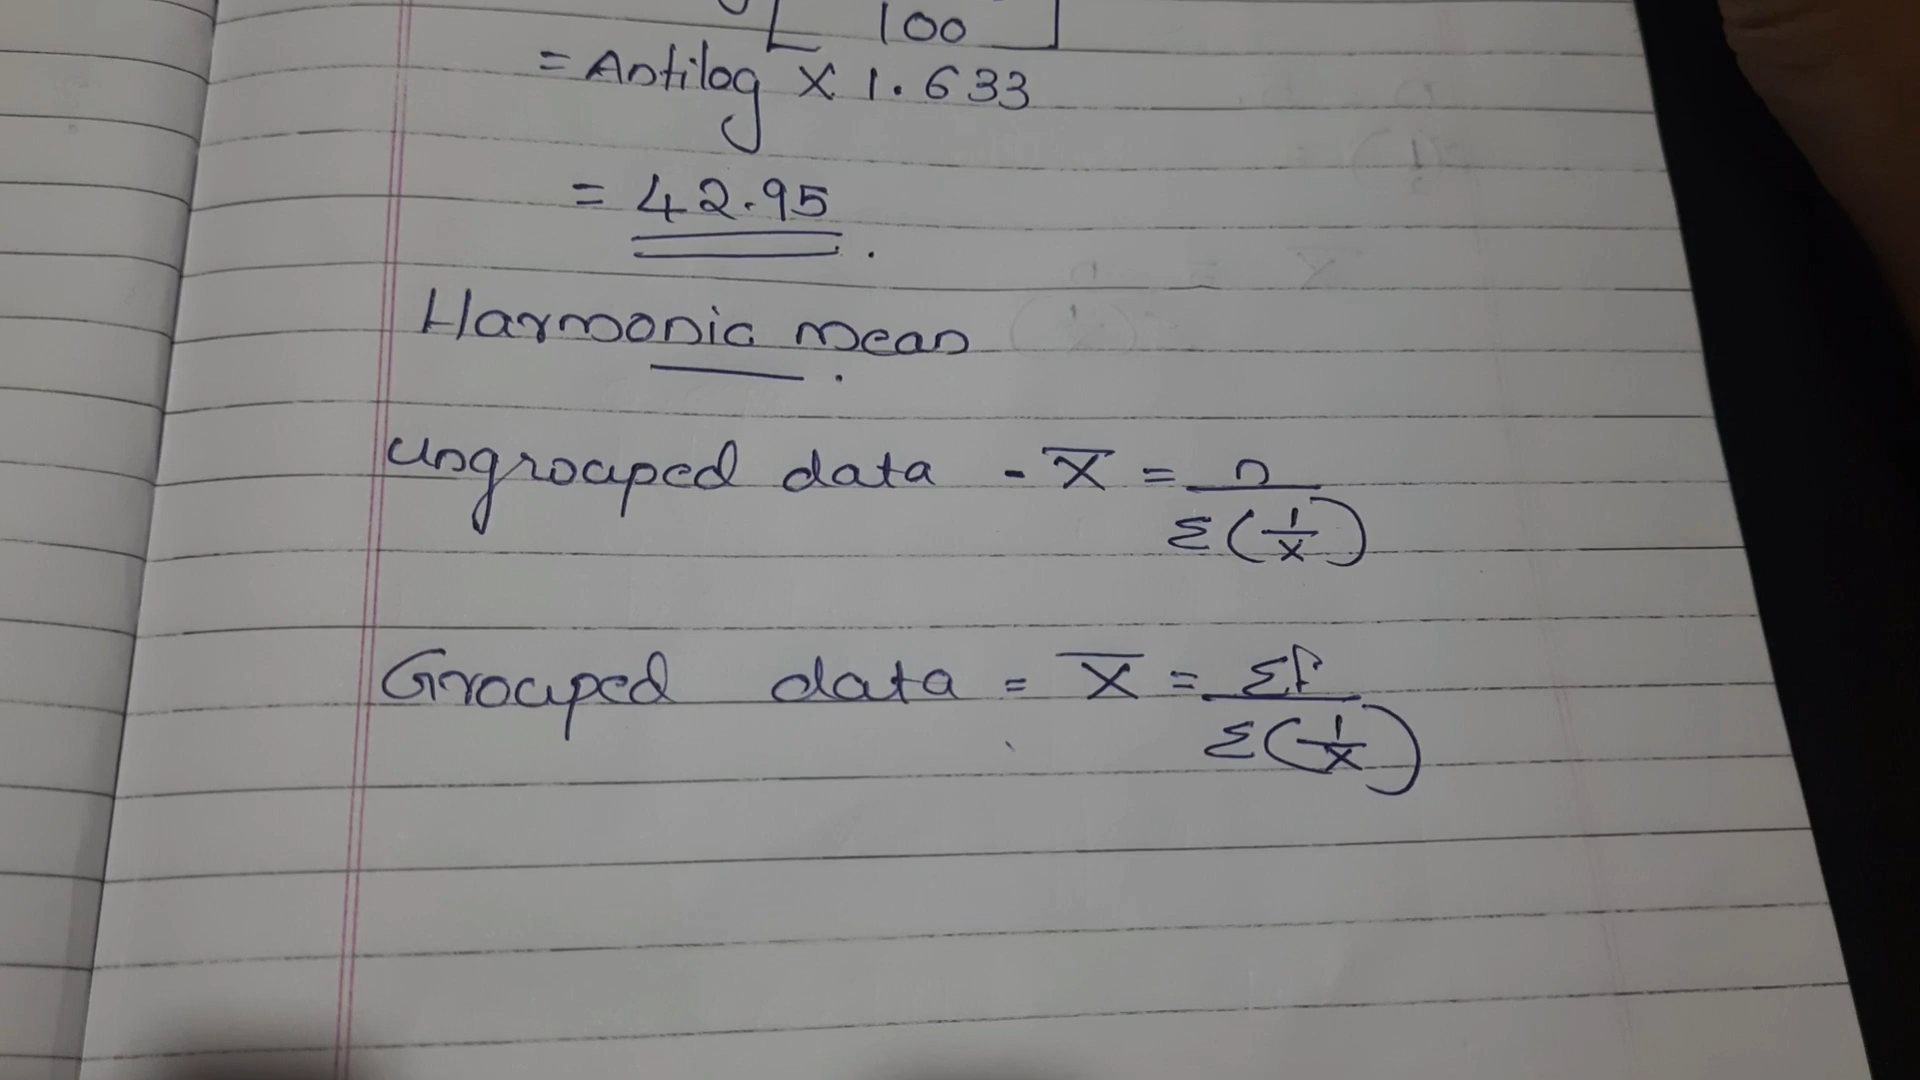 100
= Antilog X 1.633
= 42.95.
Harmonic mean.
ungrouped data - X̅ = n / Σ(1/x)
Grouped data = X̅ = Σf / Σ(1/x)